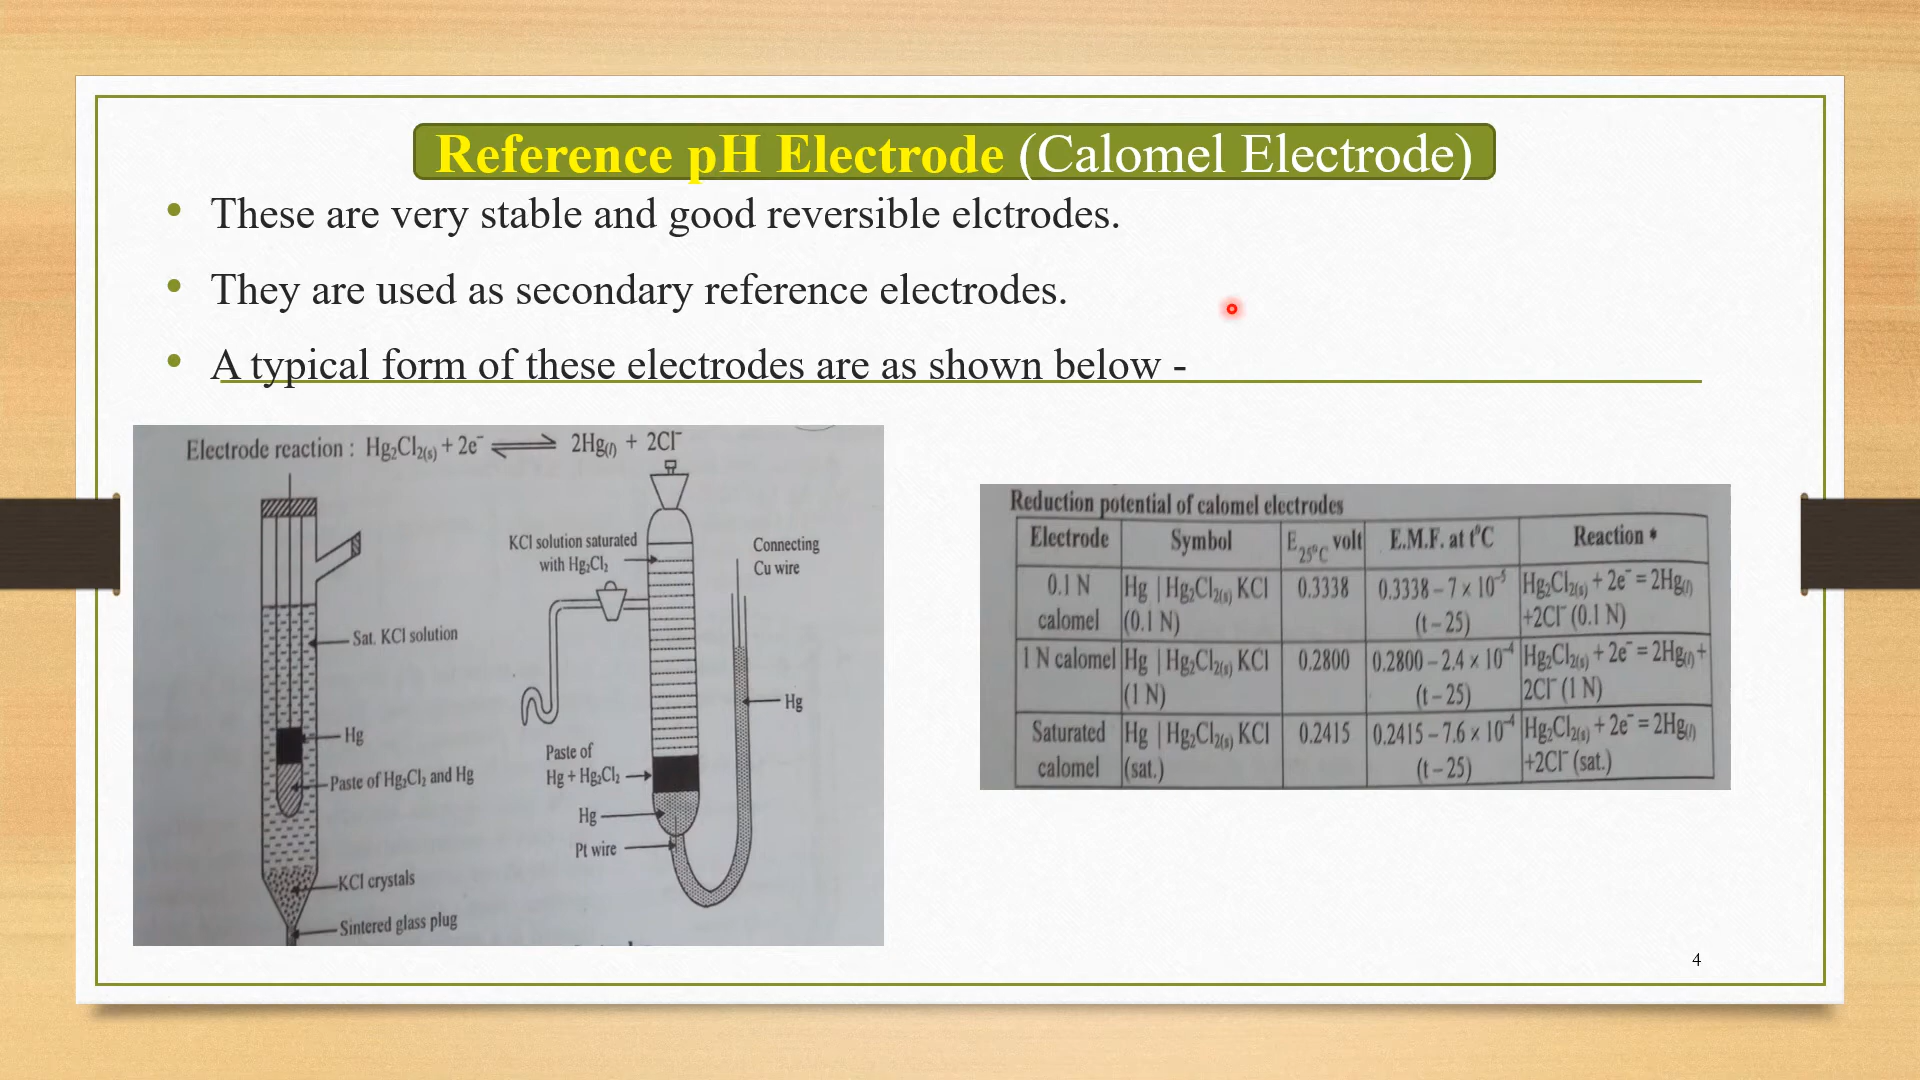 Reference pH Electrode (Calomel Electrode)
• These are very stable and good reversible elctrodes.
• They are used as secondary reference electrodes.
• A typical form of these electrodes are as shown below -
Electrode reaction : Hg₂Cl₂(s) + 2e⁻ ⇌ 2Hg(l) + 2Cl⁻
Sat. KCl solution
Hg
Paste of Hg₂Cl₂ and Hg
KCl crystals
Sintered glass plug
KCl solution saturated
with Hg₂Cl₂
Connecting
Cu wire
Hg
Paste of
Hg + Hg₂Cl₂
Hg
Pt wire
Reduction potential of calomel electrodes
Electrode Symbol E25°C volt E.M.F. at t°C Reaction *
0.1 N Hg | Hg₂Cl₂(s) KCl 0.3338 0.3338 – 7 × 10⁻⁵ Hg₂Cl₂(s) + 2e⁻ = 2Hg(l)
calomel (0.1 N) (t – 25) +2Cl⁻ (0.1 N)
1 N calomel Hg | Hg₂Cl₂(s) KCl 0.2800 0.2800 – 2.4 × 10⁻⁴ Hg₂Cl₂(s) + 2e⁻ = 2Hg(l) +
(1 N) (t – 25) 2Cl⁻ (1 N)
Saturated Hg | Hg₂Cl₂(s) KCl 0.2415 0.2415 – 7.6 × 10⁻⁴ Hg₂Cl₂(s) + 2e⁻ = 2Hg(l)
calomel (sat.) (t – 25) +2Cl⁻ (sat.)
4